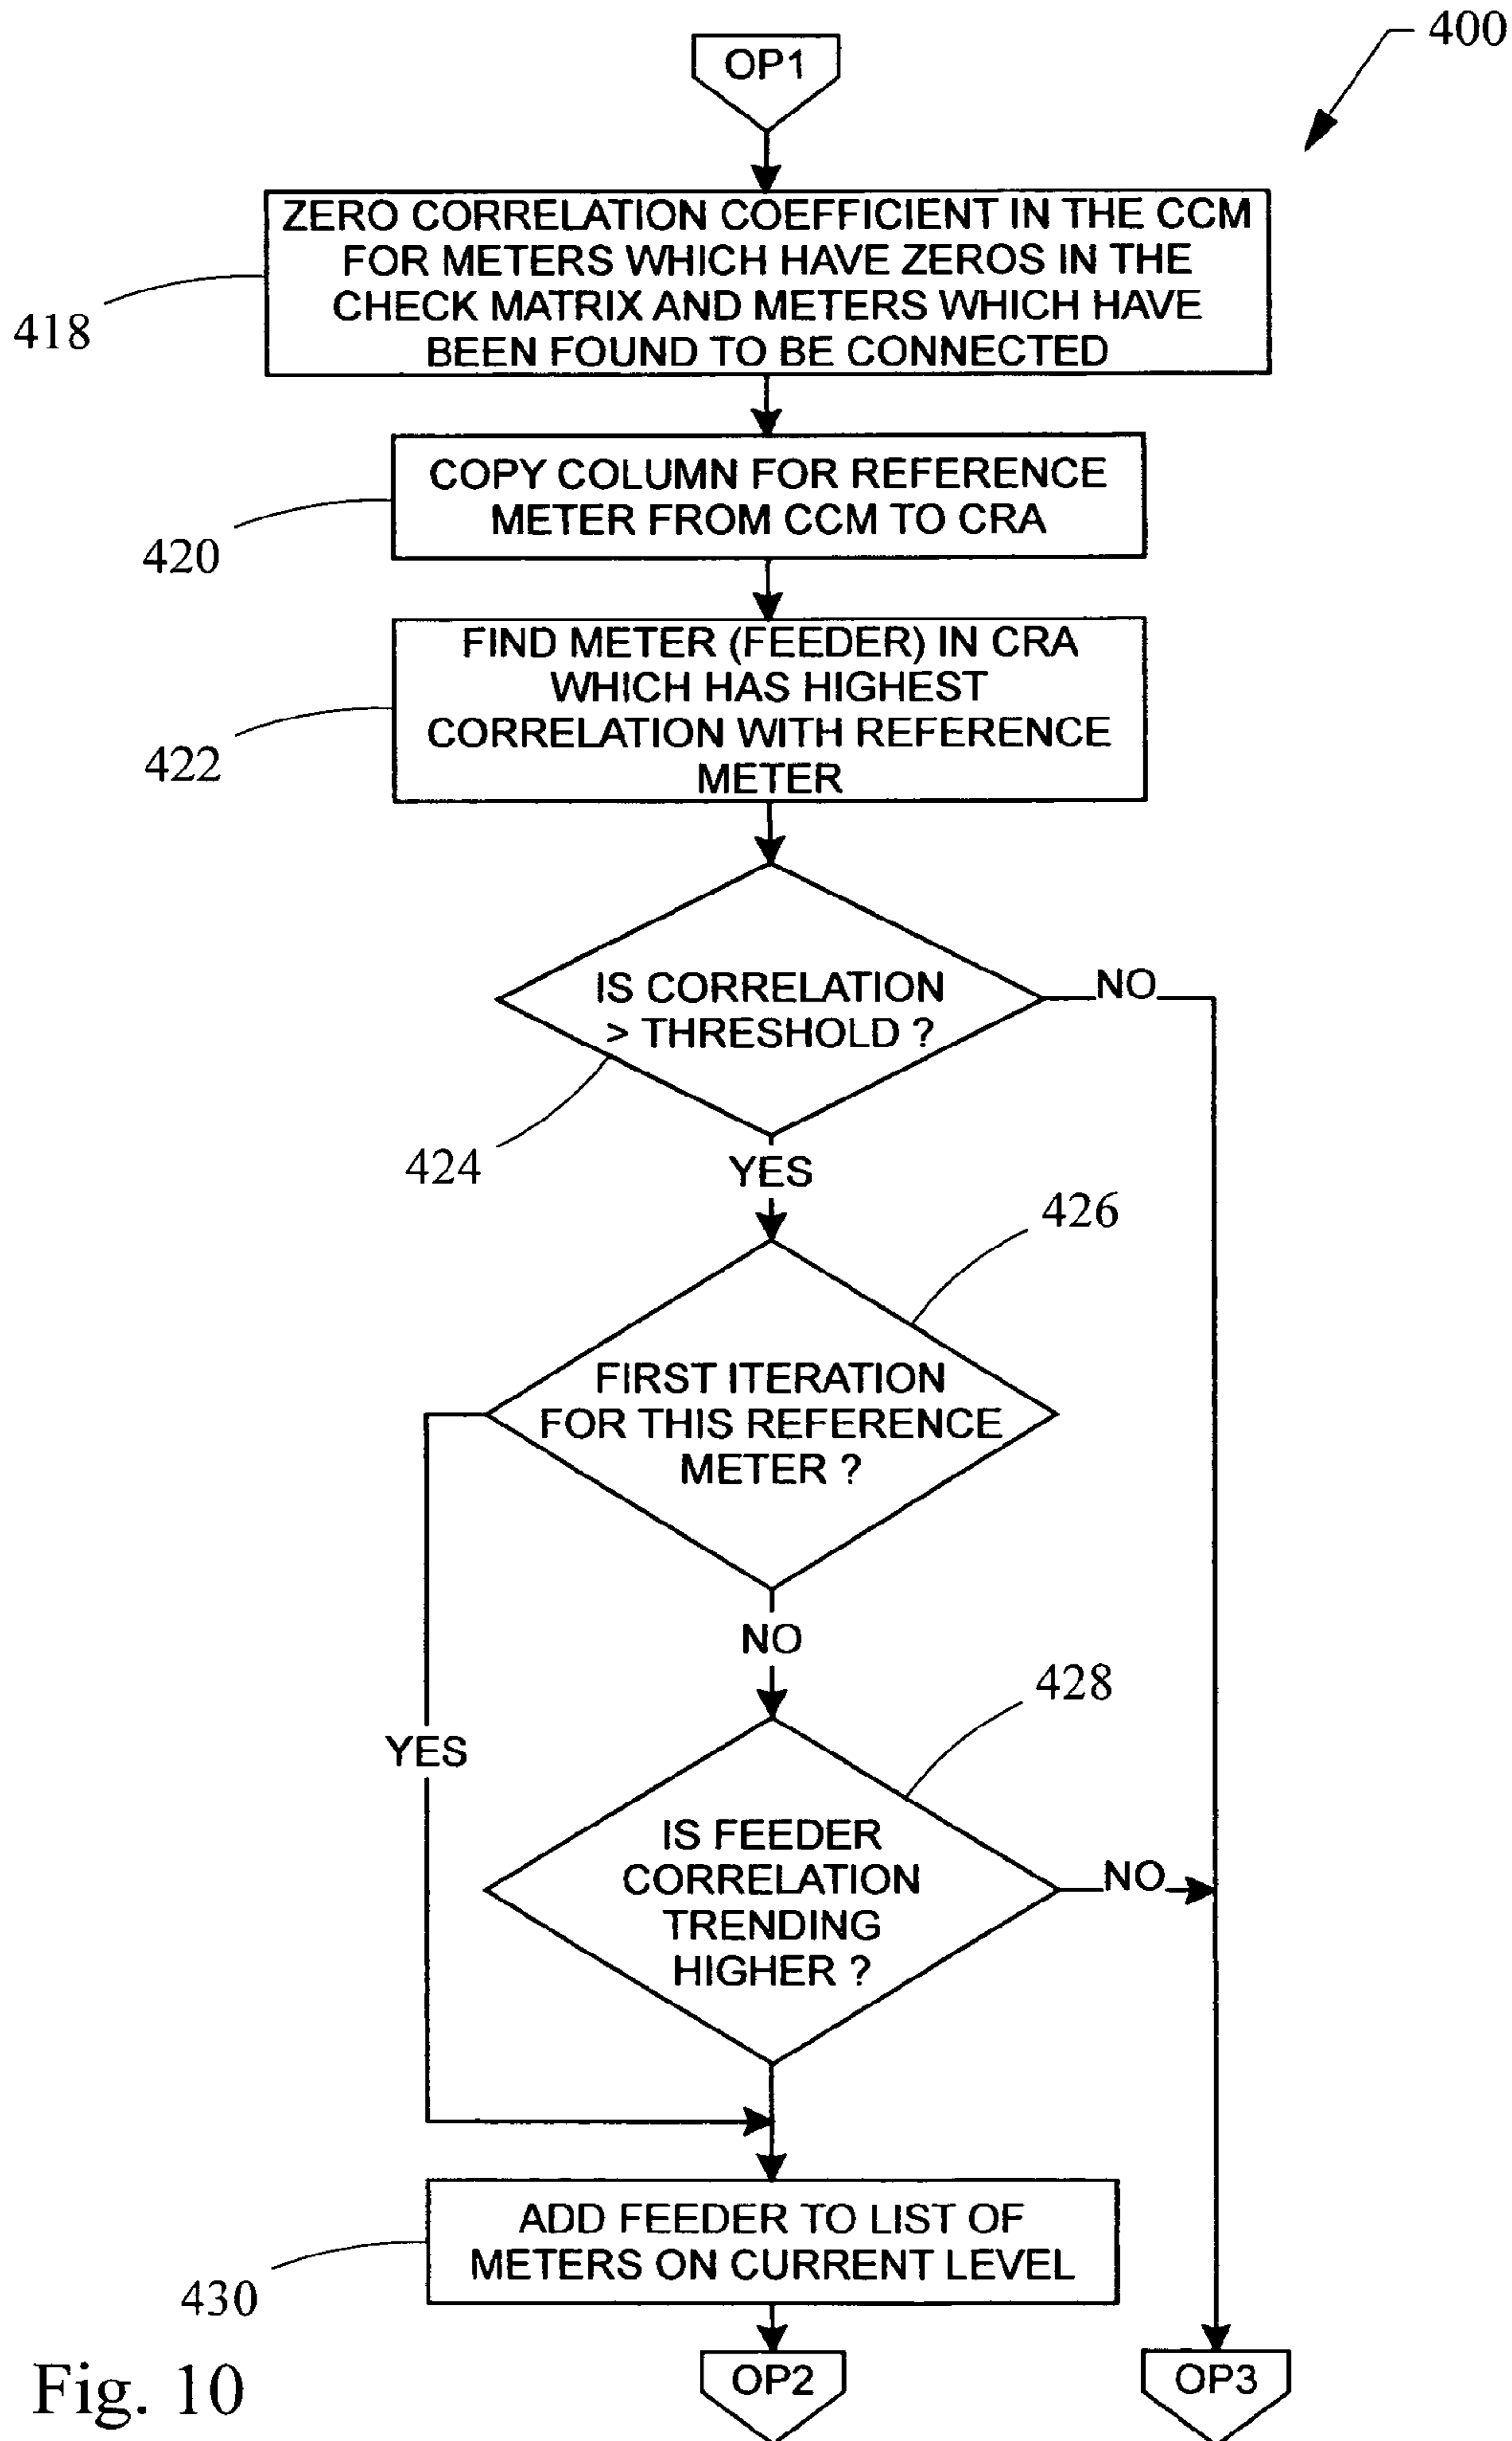 400
OP1
ZERO CORRELATION COEFFICIENT IN THE CCM
FOR METERS WHICH HAVE ZEROS IN THE
CHECK MATRIX AND METERS WHICH HAVE
BEEN FOUND TO BE CONNECTED
418
COPY COLUMN FOR REFERENCE
METER FROM CCM TO CRA
420
FIND METER (FEEDER) IN CRA
WHICH HAS HIGHEST
CORRELATION WITH REFERENCE
METER
422
IS CORRELATION
> THRESHOLD ?
NO
424
YES
426
FIRST ITERATION
FOR THIS REFERENCE
METER ?
NO
428
YES
IS FEEDER
CORRELATION
TRENDING
HIGHER ?
NO
ADD FEEDER TO LIST OF
METERS ON CURRENT LEVEL
430
OP2
OP3
Fig. 10